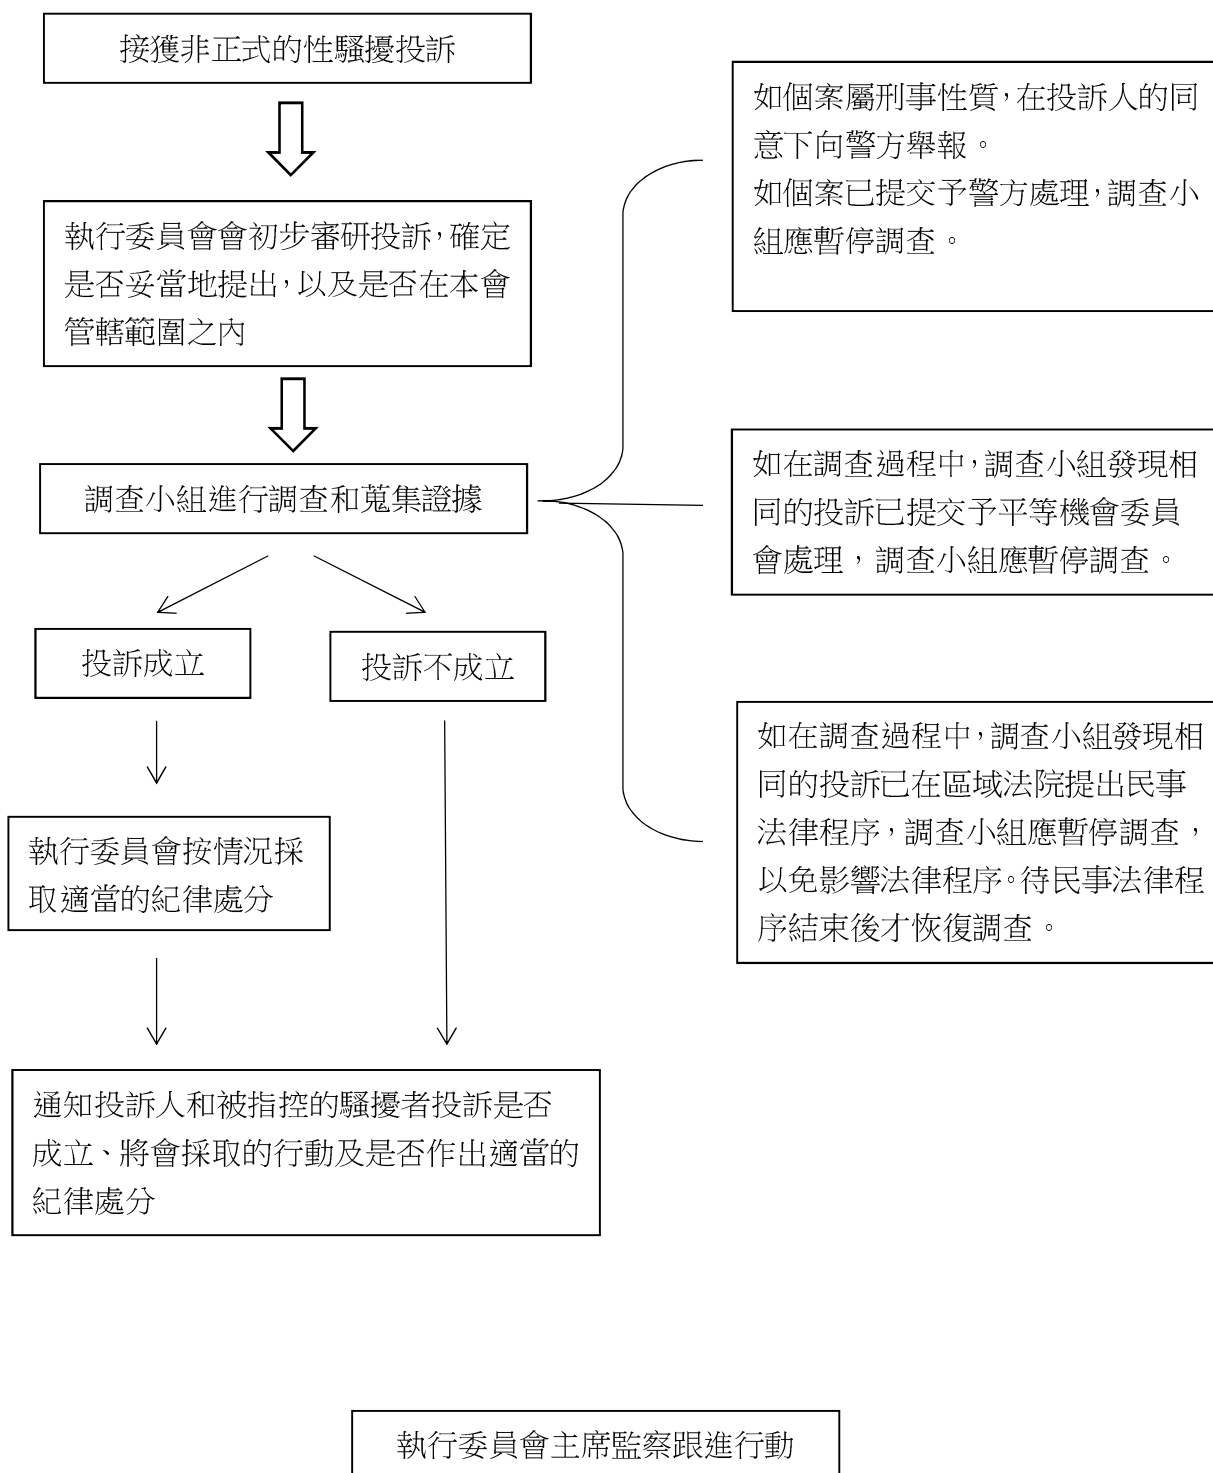 接獲非正式的性騷擾投訴
執行委員會會初步審研投訴，確定
是否妥當地提出，以及是否在本會
管轄範圍之內
調查小組進行調查和蒐集證據
如個案屬刑事性質，在投訴人的同
意下向警方舉報。
如個案已提交予警方處理，調查小
組應暫停調查。
如在調查過程中，調查小組發現相
同的投訴已提交予平等機會委員
會處理，調查小組應暫停調查。
如在調查過程中，調查小組發現相
同的投訴已在區域法院提出民事
法律程序，調查小組應暫停調查，
以免影響法律程序。待民事法律程
序結束後才恢復調查。
投訴成立
投訴不成立
執行委員會按情況採
取適當的紀律處分
通知投訴人和被指控的騷擾者投訴是否
成立、將會採取的行動及是否作出適當的
紀律處分
執行委員會主席監察跟進行動